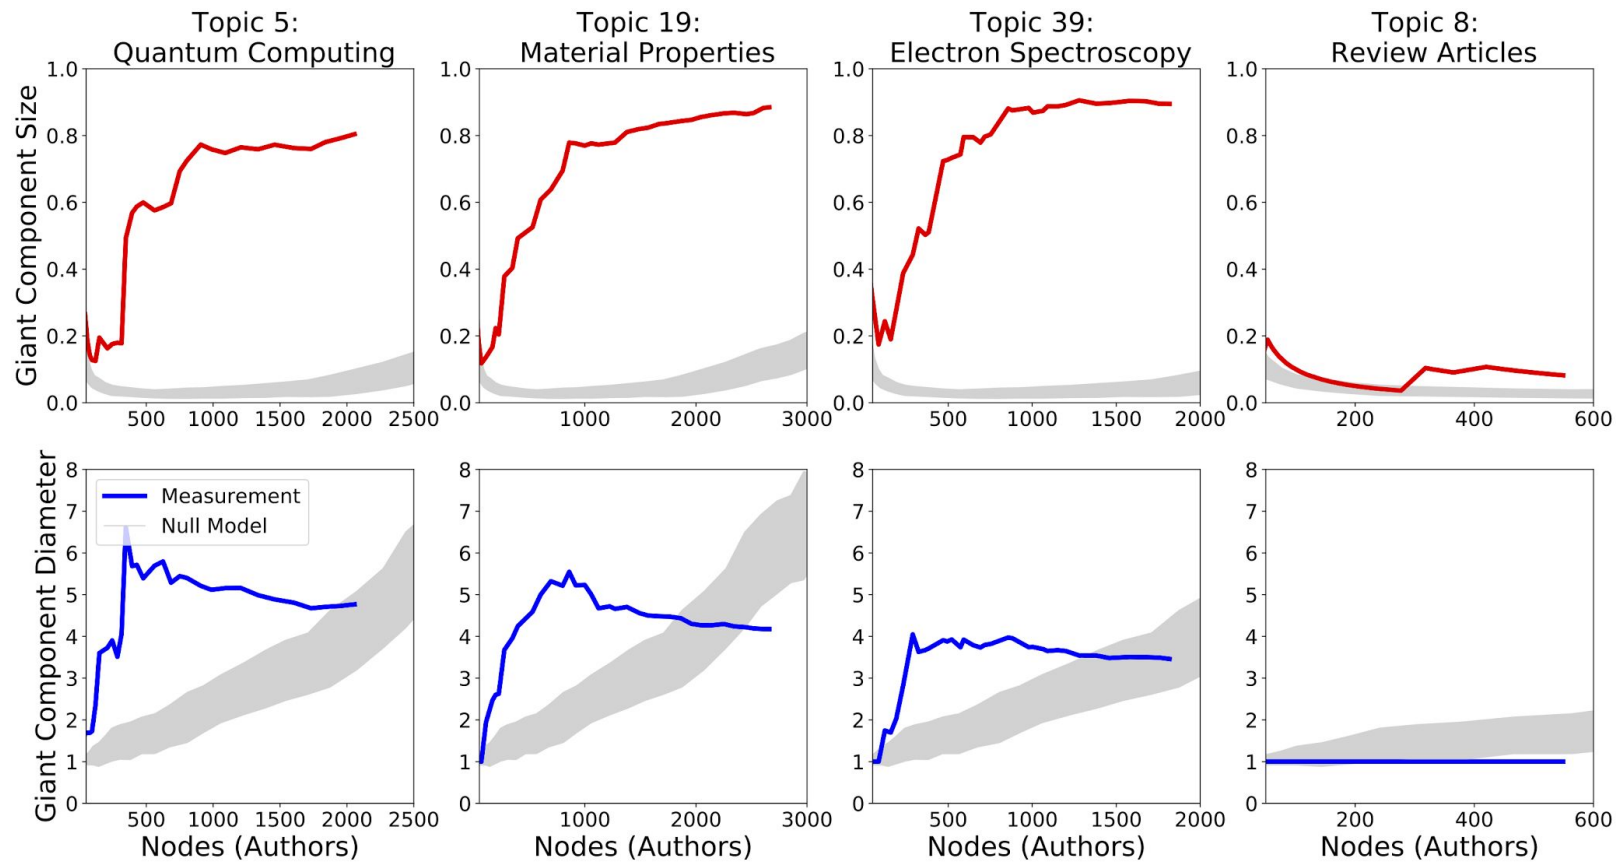 Topic 5:
Quantum Computing
Topic 19:
Material Properties
Topic 39:
Electron Spectroscopy
Topic 8:
Review Articles
Giant Component Size
1.0
0.8
0.6
0.4
0.2
0.0
500 1000 1500 2000 2500
1.0
0.8
0.6
0.4
0.2
0.0
1000 2000 3000
1.0
0.8
0.6
0.4
0.2
0.0
500 1000 1500 2000
1.0
0.8
0.6
0.4
0.2
0.0
200 400 600
Giant Component Diameter
8
7
6
5
4
3
2
1
0
Measurement
Null Model
500 1000 1500 2000 2500
Nodes (Authors)
8
7
6
5
4
3
2
1
0
1000 2000 3000
Nodes (Authors)
8
7
6
5
4
3
2
1
0
500 1000 1500 2000
Nodes (Authors)
8
7
6
5
4
3
2
1
0
200 400 600
Nodes (Authors)